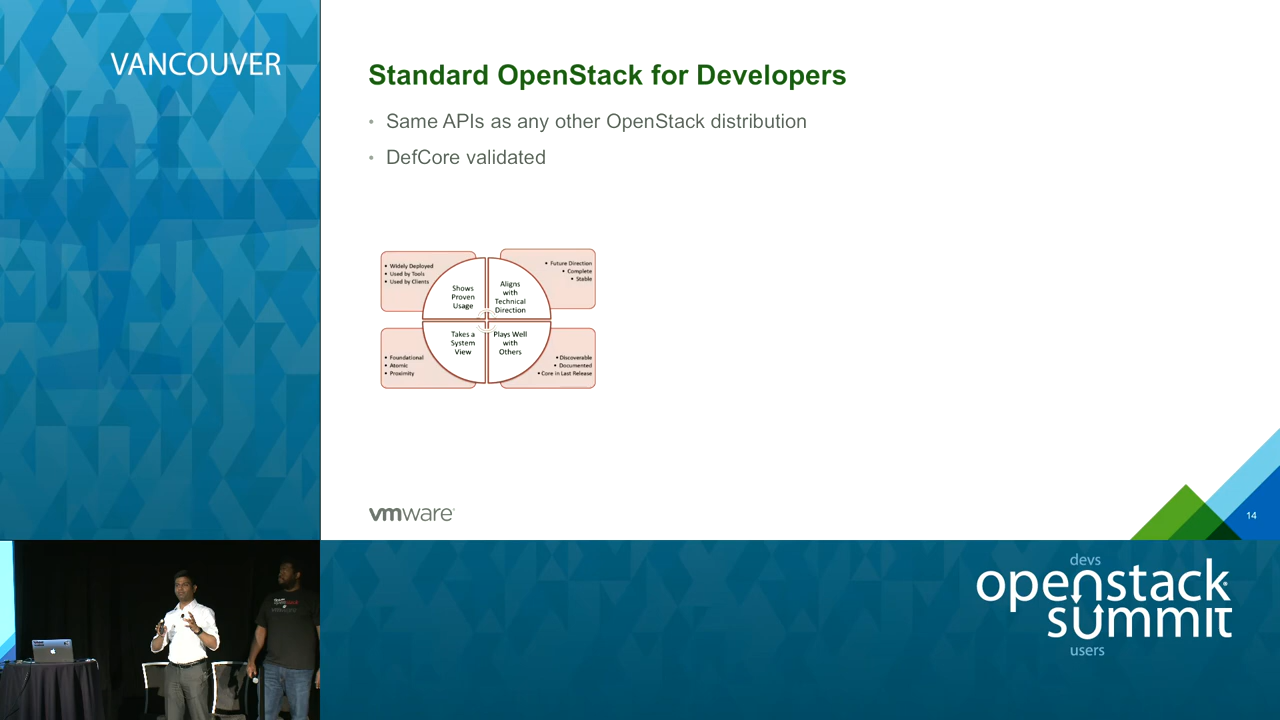 VANCOUVER
Standard OpenStack for Developers
• Same APIs as any other OpenStack distribution
• DefCore validated
• Widely Deployed
• Used by Tools
• Used by Clients
Shows
Proven
Usage
Aligns
with
Technical
Direction
• Future Direction
• Complete
• Stable
• Foundational
• Atomic
• Proximity
Takes a
System
View
Plays Well
with
Others
• Discoverable
• Documented
• Core in Last Release
vmware
14
devs
openstack
summit
users